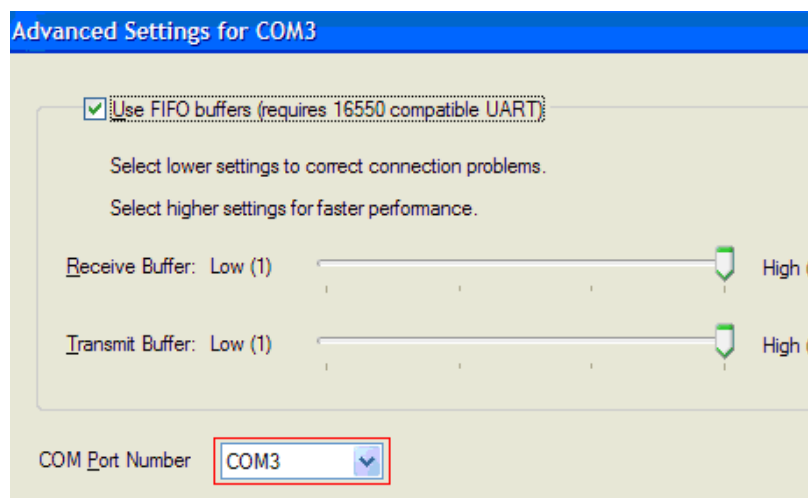 Advanced Settings for COM3
Use FIFO buffers (requires 16550 compatible UART)
Select lower settings to correct connection problems.
Select higher settings for faster performance.
Receive Buffer: Low (1) High (
Transmit Buffer: Low (1) High (
COM Port Number COM3